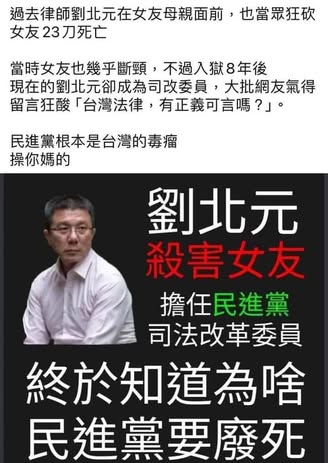 過去律師劉北元在女友母親面前，也當眾狂砍
女友23刀死亡
當時女友也幾乎斷頸，不過入獄8年後
現在的劉北元卻成為司改委員，大批網友氣得
留言狂酸「台灣法律，有正義可言嗎？」。
民進黨根本是台灣的毒瘤
操你媽的
劉北元
殺害女友
擔任民進黨
司法改革委員
終於知道為啥
民進黨要廢死